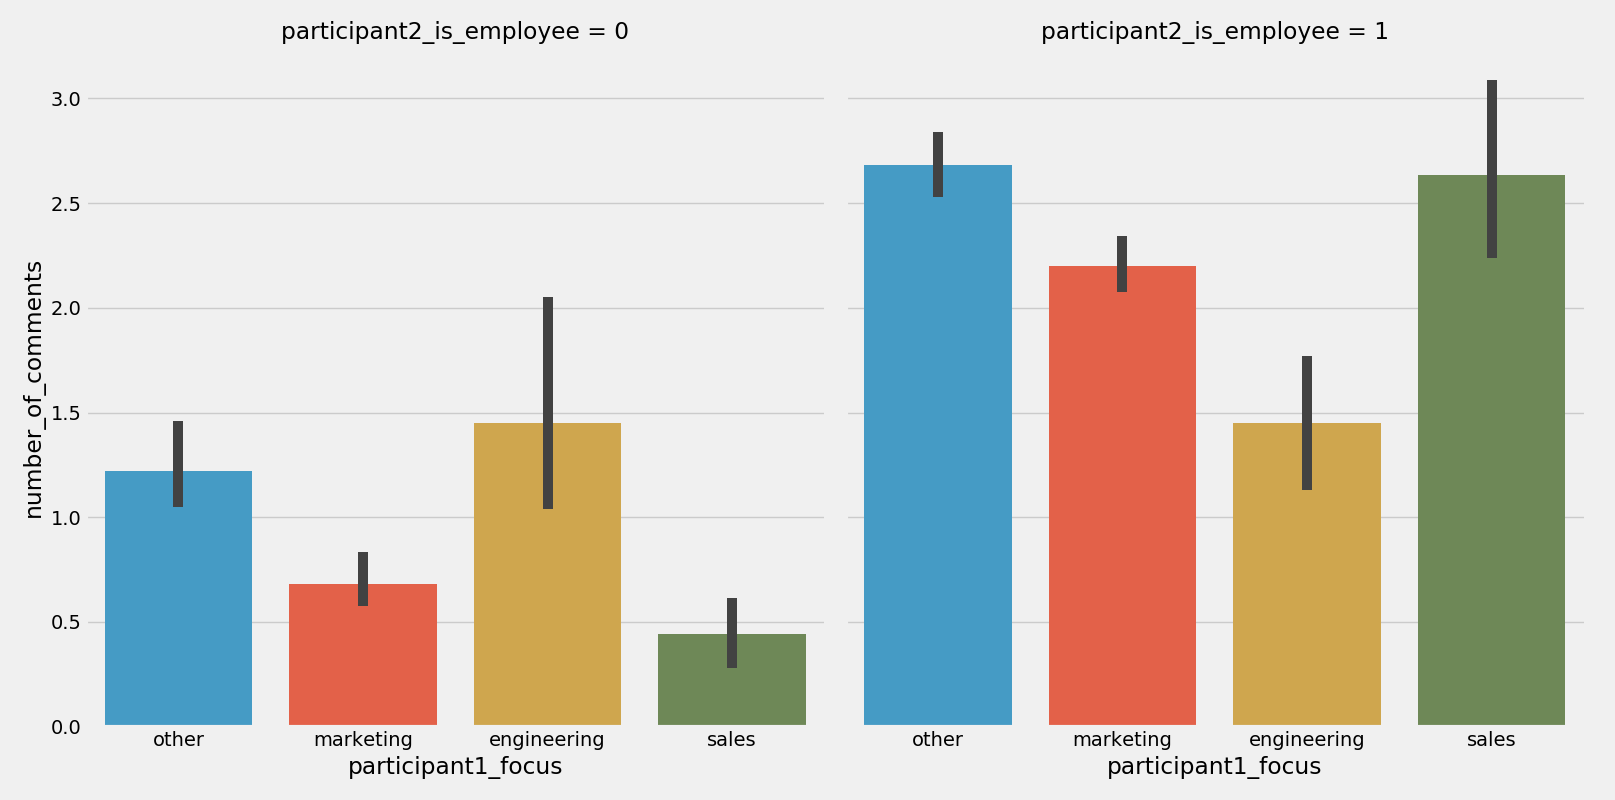 participant2_is_employee = 0
participant2_is_employee = 1
number_of_comments
3.0
2.5
2.0
1.5
1.0
0.5
0.0
other marketing engineering sales
participant1_focus
other marketing engineering sales
participant1_focus